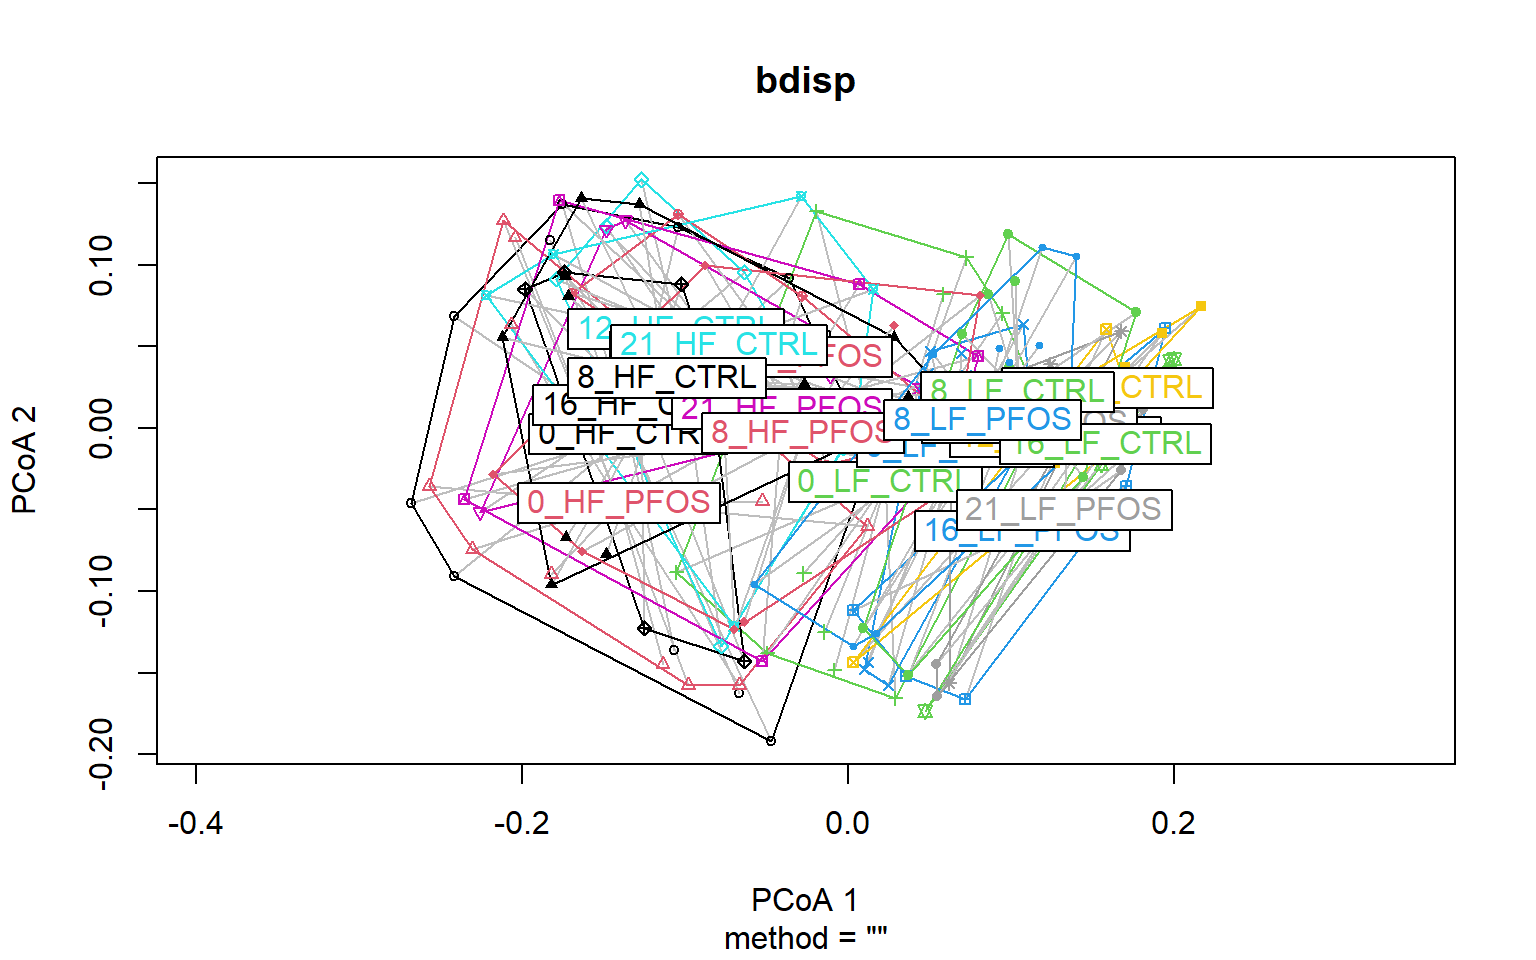 bdisp
PCoA 2
0.10
0.00
-0.10
-0.20
12_HF_CTRL
21_HF_CTRL
PFOS
8_HF_CTRL
16_HF_C
21_HF_PFOS
0_HF_CTR
8_HF_PFOS
8_LF_CTRL
CTRL
8_LF_PFOS
16_LF_CTRL
0_LF_CTRL
0_HF_PFOS
21_LF_PFOS
16_LF_PFOS
-0.4
-0.2
0.0
0.2
PCoA 1
method = ""